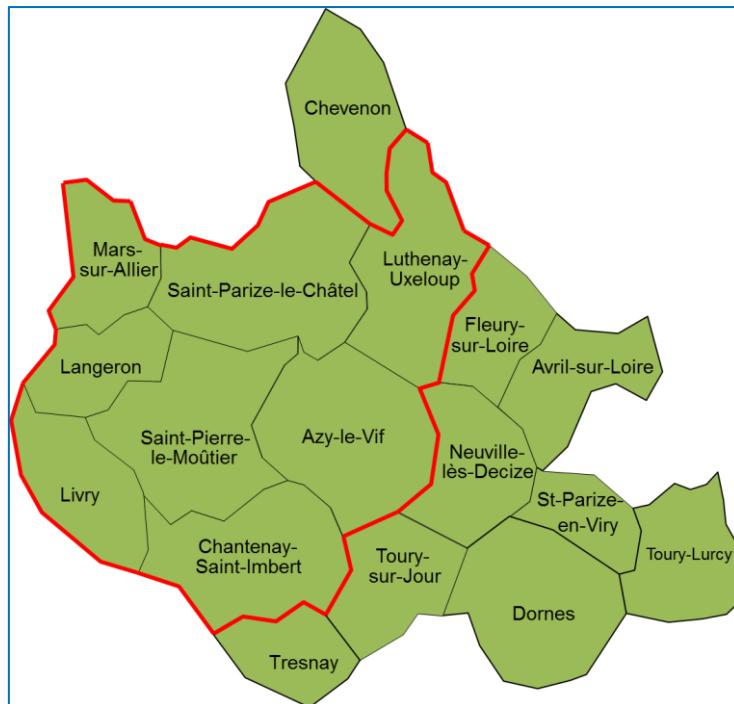 Chevenon
Mars-
sur-Allier
Luthenay-
Uxeloup
Saint-Parize-le-Châtel
Fleury-
sur-Loire
Langeron
Avril-sur-Loire
Saint-Pierre-
le-Moûtier
Azy-le-Vif
Neuville-
lès-Decize
Livry
St-Parize-
en-Viry
Chantenay-
Saint-Imbert
Toury-
sur-Jour
Toury-Lurcy
Dornes
Tresnay